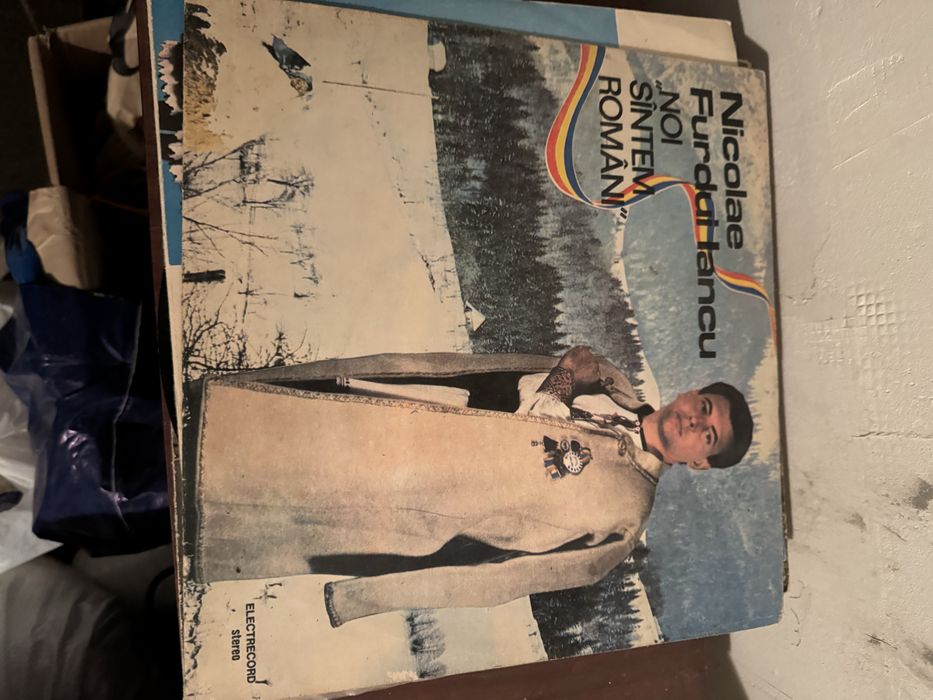 Nicolae
Furdui Iancu
„NOI
SÎNTEM
ROMÂNI”
ELECTRECORD
stereo